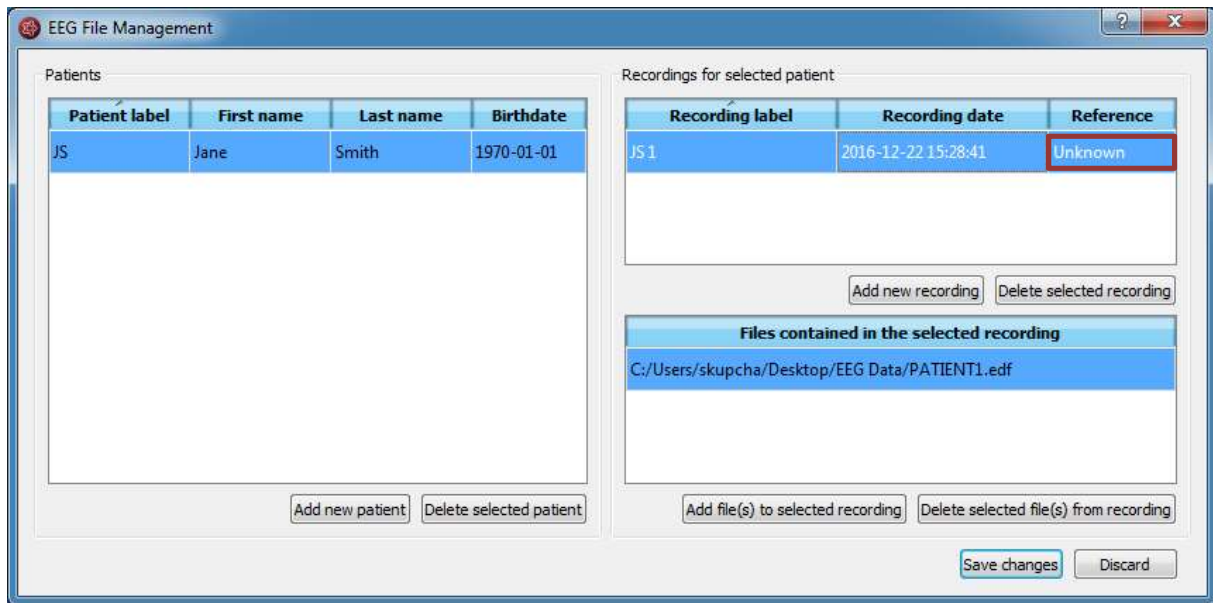 EEG File Management
?
X
Patients
Patient label First name Last name Birthdate
JS Jane Smith 1970-01-01
Add new patient Delete selected patient
Recordings for selected patient
Recording label Recording date Reference
JS 1 2016-12-22 15:28:41 Unknown
Add new recording Delete selected recording
Files contained in the selected recording
C:/Users/skupcha/Desktop/EEG Data/PATIENT1.edf
Add file(s) to selected recording Delete selected file(s) from recording
Save changes Discard